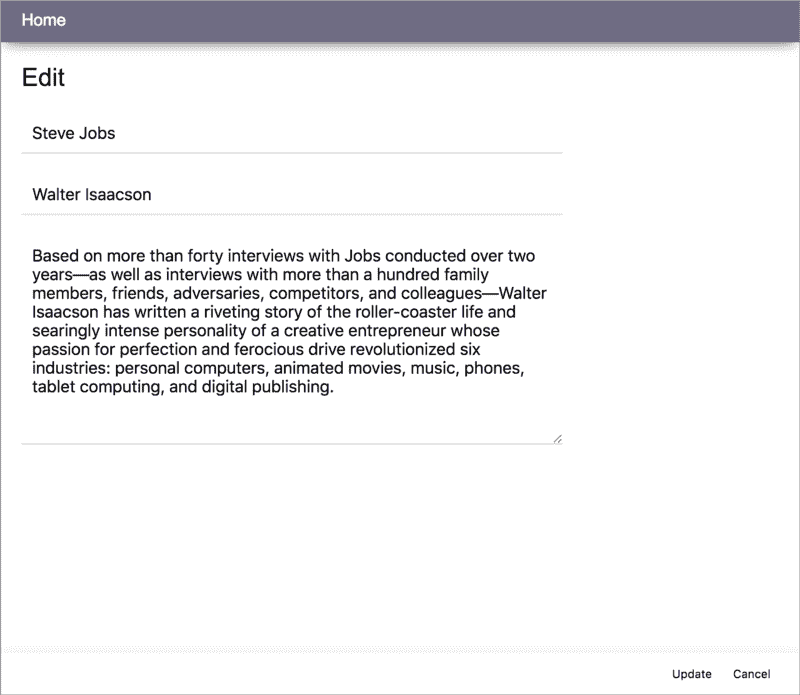 Home
Edit
Steve Jobs
Walter Isaacson
Based on more than forty interviews with Jobs conducted over two
years—as well as interviews with more than a hundred family
members, friends, adversaries, competitors, and colleagues—Walter
Isaacson has written a riveting story of the roller-coaster life and
searingly intense personality of a creative entrepreneur whose
passion for perfection and ferocious drive revolutionized six
industries: personal computers, animated movies, music, phones,
tablet computing, and digital publishing.
Update Cancel